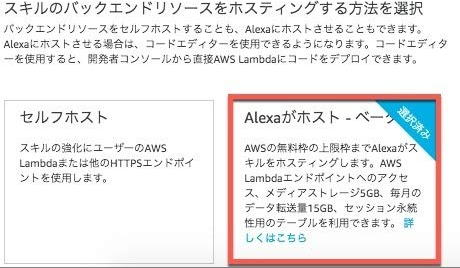 スキルのバックエンドリソースをホスティングする方法を選択
バックエンドリソースをセルフホストすることも、Alexaにホストさせることもできます。
Alexaにホストさせる場合は、コードエディターを使用できるようになります。コードエディタ
ーを使用すると、開発者コンソールから直接AWS Lambdaにコードをデプロイできます。
セルフホスト
スキルの強化にユーザーのAWS
Lambdaまたは他のHTTPSエンドポイ
ントを使用します。
Alexaがホスト - ベー
選択済み
AWSの無料枠の上限枠までAlexaがス
キルをホスティングします。AWS
Lambdaエンドポイントへのアクセ
ス、メディアストレージ5GB、毎月の
データ転送量15GB、セッション永続
性用のテーブルを利用できます。 詳
しくはこちら